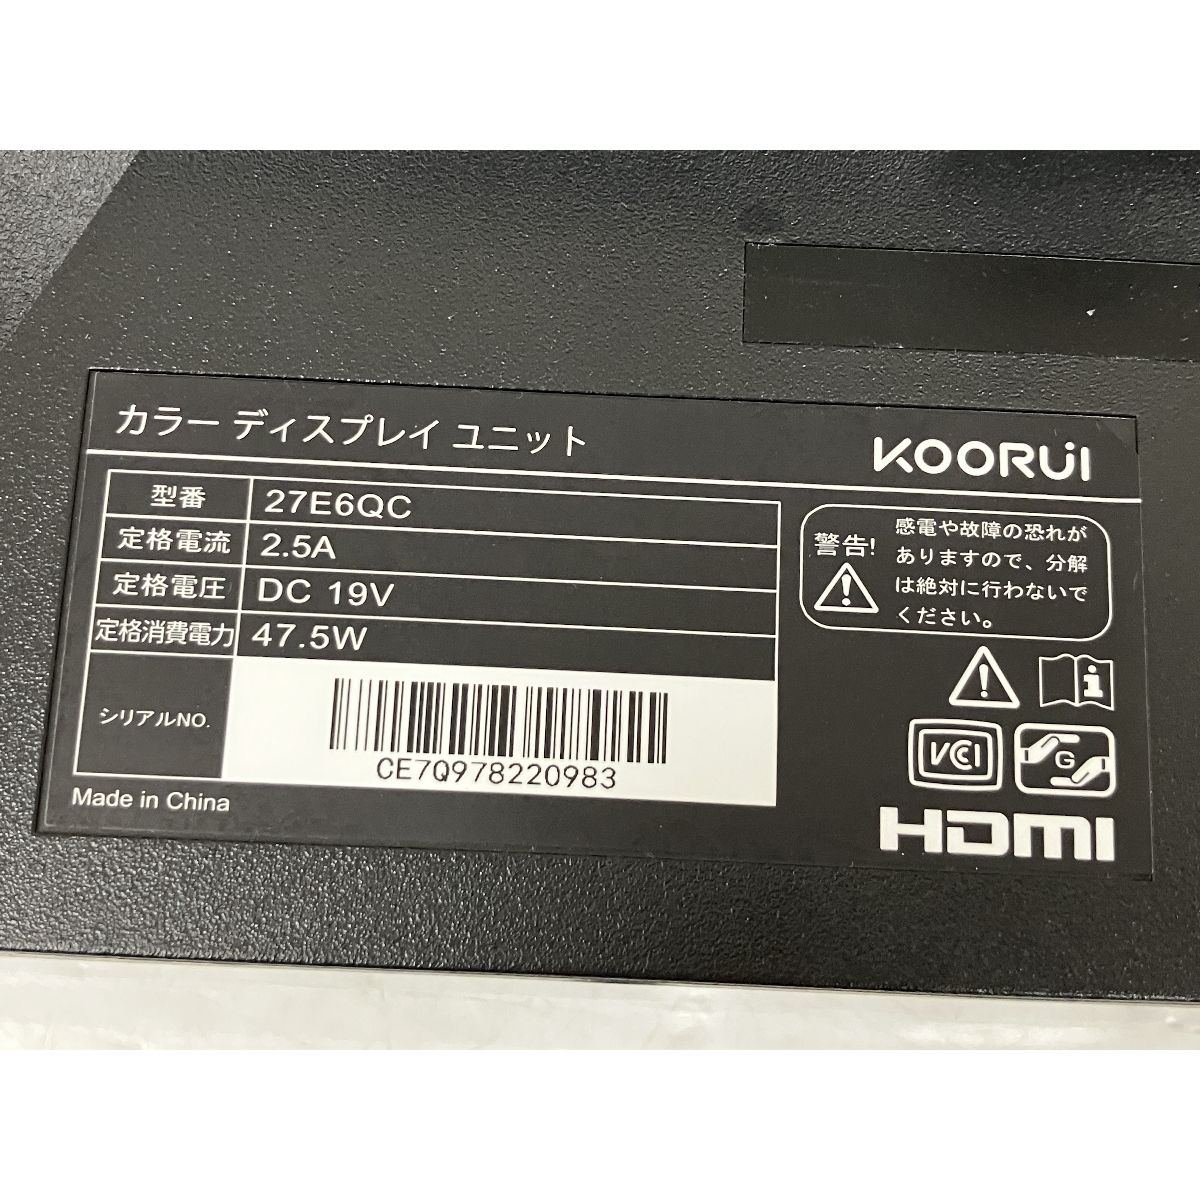 カラー ディスプレイ ユニット
KOORUI
型番 27E6QC
定格電流 2.5A
定格電圧 DC 19V
定格消費電力 47.5W
シリアルNO.
CE7Q978220983
Made in China
警告!
感電や故障の恐れが
ありますので、分解
は絶対に行わないで
ください。
i
VCI
G
HDMI